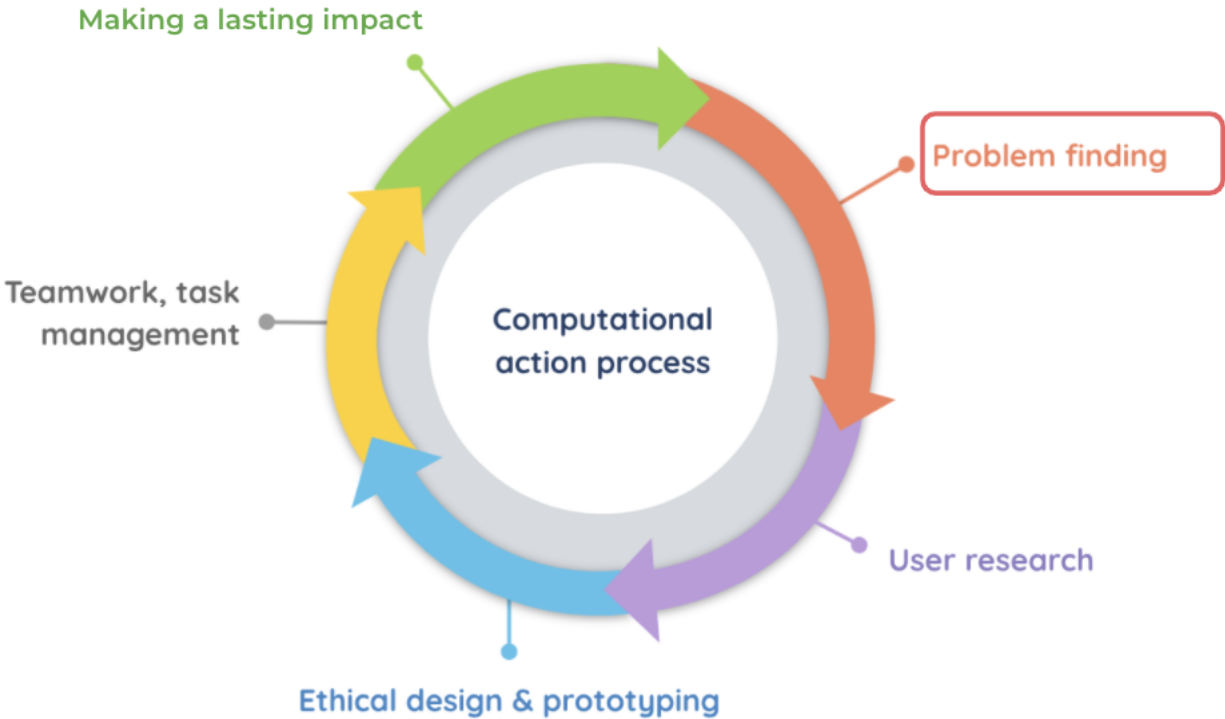 Making a lasting impact
Problem finding
Teamwork, task
management
Computational
action process
User research
Ethical design & prototyping